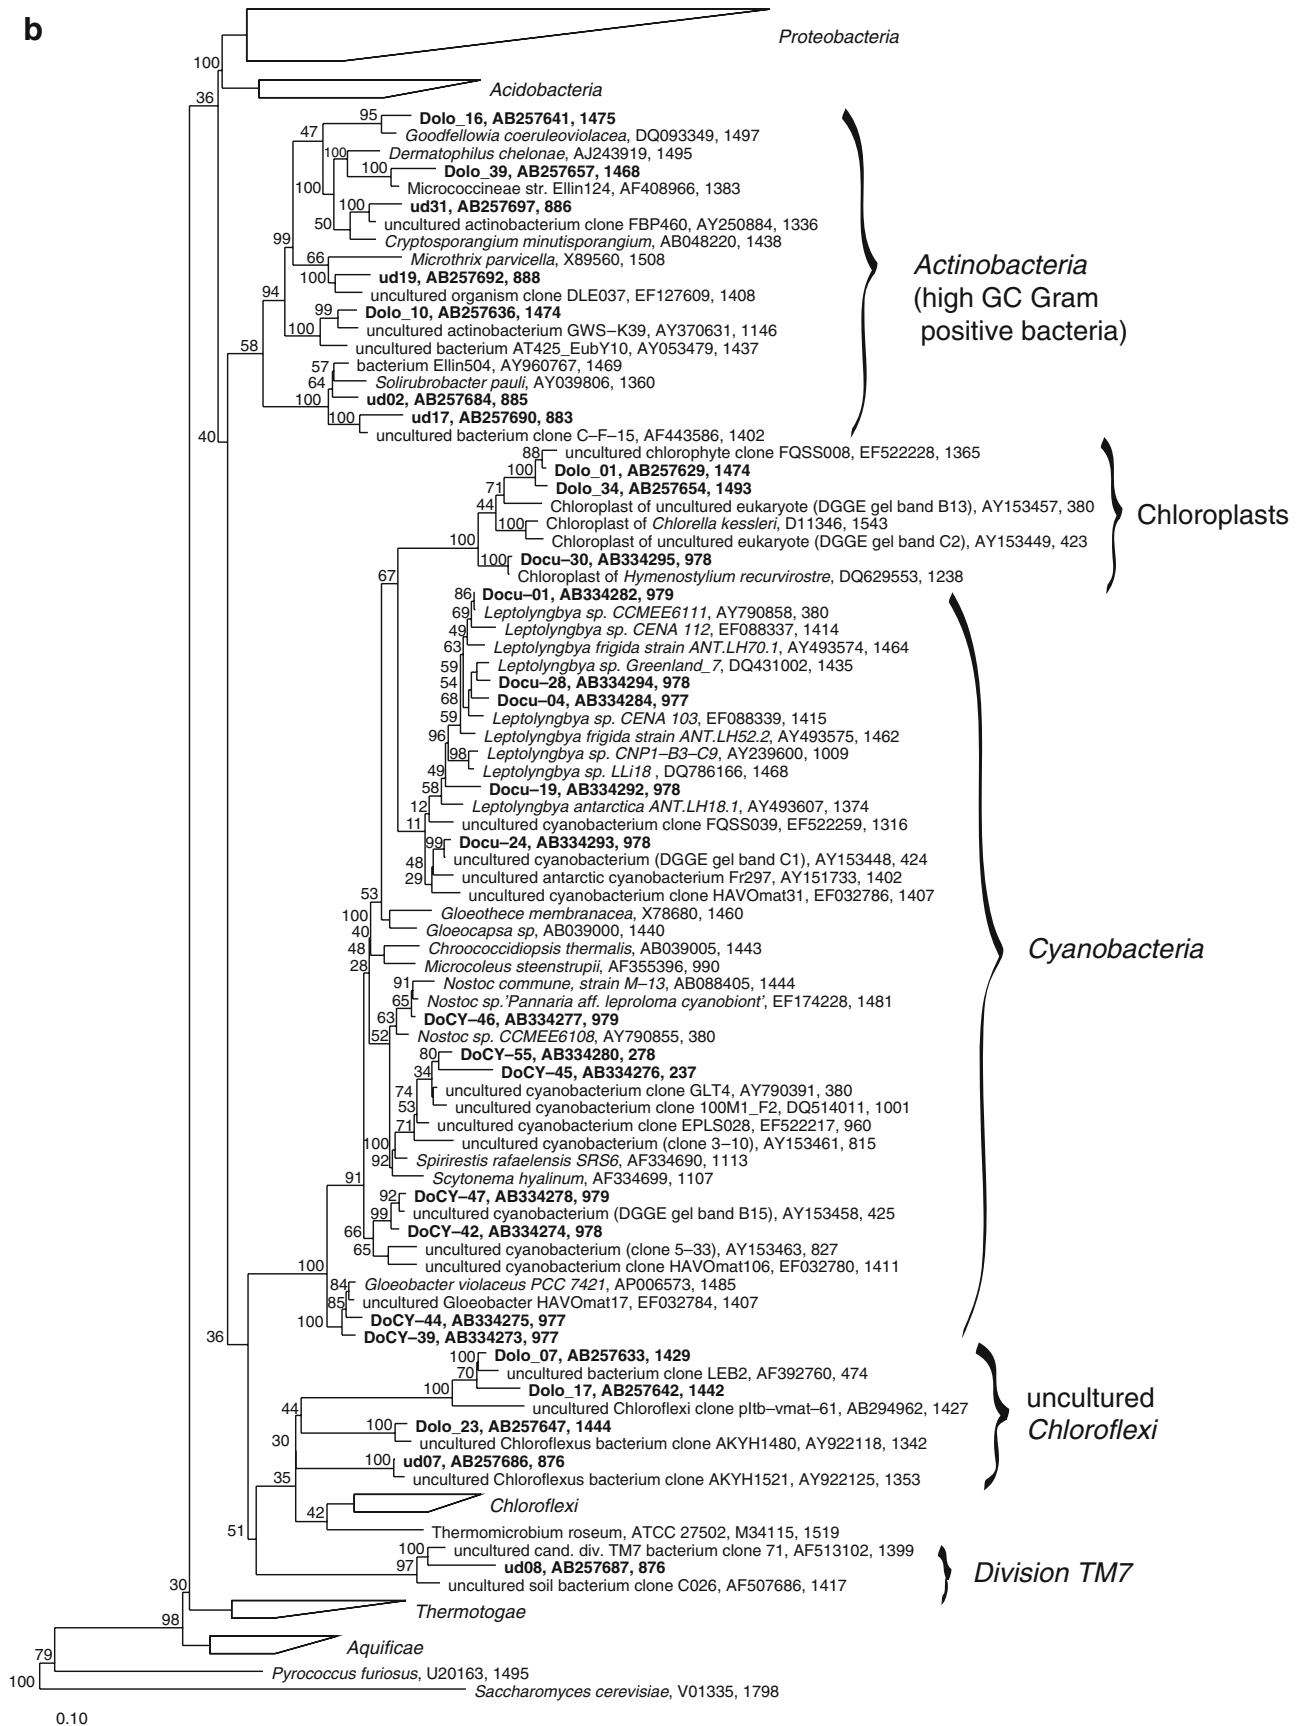 b
Proteobacteria
100
Acidobacteria
36
95
Dolo_16, AB257641, 1475
47
Goodfellowia coeruleoviolacea, DQ093349, 1497
100
Dermatophilus chelonae, AJ243919, 1495
100
Dolo_39, AB257657, 1468
100
Micrococcineae str. Ellin124, AF408966, 1383
100
ud31, AB257697, 886
50
uncultured actinobacterium clone FBP460, AY250884, 1336
Cryptosporangium minutisporangium, AB048220, 1438
99
66
Microthrix parvicella, X89560, 1508
100
ud19, AB257692, 888
94
uncultured organism clone DLE037, EF127609, 1408
99
Dolo_10, AB257636, 1474
100
uncultured actinobacterium GWS–K39, AY370631, 1146
58
uncultured bacterium AT425_EubY10, AY053479, 1437
57
bacterium Ellin504, AY960767, 1469
64
Solirubrobacter pauli, AY039806, 1360
100
ud02, AB257684, 885
100
ud17, AB257690, 883
uncultured bacterium clone C–F–15, AF443586, 1402
Actinobacteria
(high GC Gram
positive bacteria)
40
88
uncultured chlorophyte clone FQSS008, EF522228, 1365
100
Dolo_01, AB257629, 1474
71
Dolo_34, AB257654, 1493
44
Chloroplast of uncultured eukaryote (DGGE gel band B13), AY153457, 380
100
Chloroplast of Chlorella kessleri, D11346, 1543
100
Chloroplast of uncultured eukaryote (DGGE gel band C2), AY153449, 423
100
Docu–30, AB334295, 978
67
Chloroplast of Hymenostylium recurvirostre, DQ629553, 1238
Chloroplasts
86
Docu–01, AB334282, 979
69
Leptolyngbya sp. CCMEE6111, AY790858, 380
49
Leptolyngbya sp. CENA 112, EF088337, 1414
63
Leptolyngbya frigida strain ANT.LH70.1, AY493574, 1464
59
Leptolyngbya sp. Greenland_7, DQ431002, 1435
54
Docu–28, AB334294, 978
68
Docu–04, AB334284, 977
59
Leptolyngbya sp. CENA 103, EF088339, 1415
96
Leptolyngbya frigida strain ANT.LH52.2, AY493575, 1462
98
Leptolyngbya sp. CNP1–B3–C9, AY239600, 1009
49
Leptolyngbya sp. LLi18 , DQ786166, 1468
58
Docu–19, AB334292, 978
12
Leptolyngbya antarctica ANT.LH18.1, AY493607, 1374
11
uncultured cyanobacterium clone FQSS039, EF522259, 1316
99
Docu–24, AB334293, 978
48
uncultured cyanobacterium (DGGE gel band C1), AY153448, 424
29
uncultured antarctic cyanobacterium Fr297, AY151733, 1402
53
uncultured cyanobacterium clone HAVOmat31, EF032786, 1407
100
Gloeothece membranacea, X78680, 1460
40
Gloeocapsa sp, AB039000, 1440
48
Chroococcidiopsis thermalis, AB039005, 1443
28
Microcoleus steenstrupii, AF355396, 990
91
Nostoc commune, strain M–13, AB088405, 1444
65
Nostoc sp.'Pannaria aff. leproloma cyanobiont', EF174228, 1481
63
DoCY–46, AB334277, 979
52
Nostoc sp. CCMEE6108, AY790855, 380
80
DoCY–55, AB334280, 278
34
DoCY–45, AB334276, 237
74
uncultured cyanobacterium clone GLT4, AY790391, 380
53
uncultured cyanobacterium clone 100M1_F2, DQ514011, 1001
71
uncultured cyanobacterium clone EPLS028, EF522217, 960
100
uncultured cyanobacterium (clone 3–10), AY153461, 815
92
Spirirestis rafaelensis SRS6, AF334690, 1113
91
Scytonema hyalinum, AF334699, 1107
92
DoCY–47, AB334278, 979
99
uncultured cyanobacterium (DGGE gel band B15), AY153458, 425
66
DoCY–42, AB334274, 978
65
uncultured cyanobacterium (clone 5–33), AY153463, 827
100
uncultured cyanobacterium clone HAVOmat106, EF032780, 1411
84
Gloeobacter violaceus PCC 7421, AP006573, 1485
85
uncultured Gloeobacter HAVOmat17, EF032784, 1407
100
DoCY–44, AB334275, 977
DoCY–39, AB334273, 977
Cyanobacteria
36
100
Dolo_07, AB257633, 1429
70
uncultured bacterium clone LEB2, AF392760, 474
100
Dolo_17, AB257642, 1442
44
uncultured Chloroflexi clone pltb–vmat–61, AB294962, 1427
100
Dolo_23, AB257647, 1444
30
uncultured Chloroflexus bacterium clone AKYH1480, AY922118, 1342
100
ud07, AB257686, 876
35
uncultured Chloroflexus bacterium clone AKYH1521, AY922125, 1353
uncultured
Chloroflexi
Chloroflexi
42
51
Thermomicrobium roseum, ATCC 27502, M34115, 1519
100
uncultured cand. div. TM7 bacterium clone 71, AF513102, 1399
97
ud08, AB257687, 876
uncultured soil bacterium clone C026, AF507686, 1417
Division TM7
30
Thermotogae
98
Aquificae
79
Pyrococcus furiosus, U20163, 1495
100
Saccharomyces cerevisiae, V01335, 1798
0.10